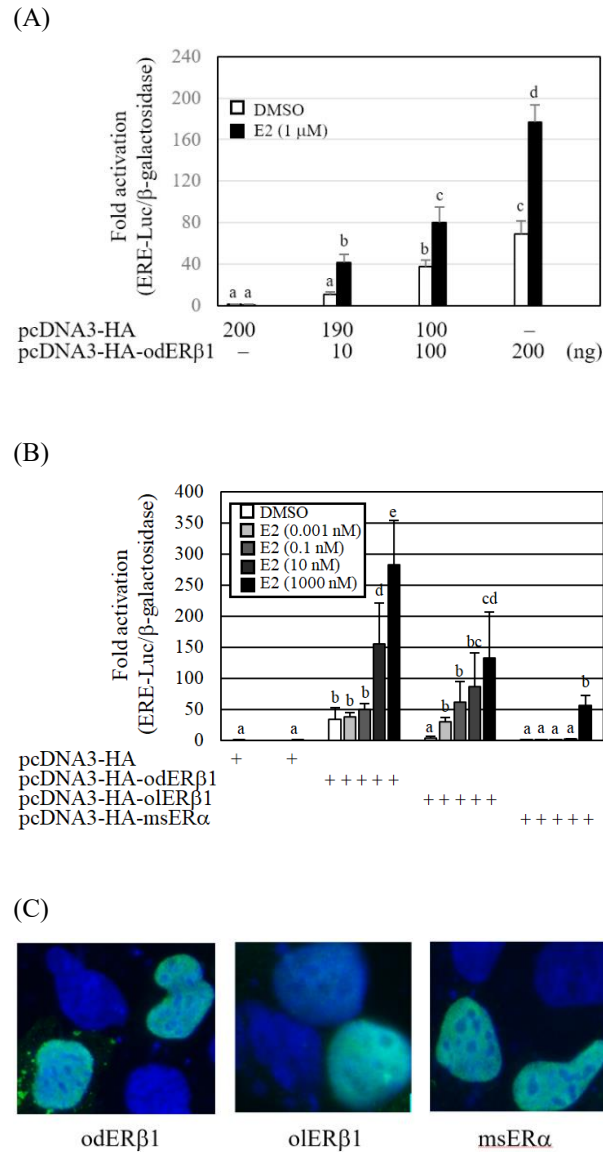 (A)
240
200
160
120
80
40
0
Fold activation
(ERE-Luc/β-galactosidase)
DMSO
E2 (1 μM)
a a
a
b
b
c
c
d
pcDNA3-HA 200 190 100 –
pcDNA3-HA-odERβ1 – 10 100 200 (ng)
(B)
400
350
300
250
200
150
100
50
0
Fold activation
(ERE-Luc/β-galactosidase)
DMSO
E2 (0.001 nM)
E2 (0.1 nM)
E2 (10 nM)
E2 (1000 nM)
a
a
b b b
d
e
a
b
b
bc
cd
a a a a
b
pcDNA3-HA + +
pcDNA3-HA-odERβ1 +++++
pcDNA3-HA-olERβ1 +++++
pcDNA3-HA-msERα +++++
(C)
odERβ1 olERβ1 msERα